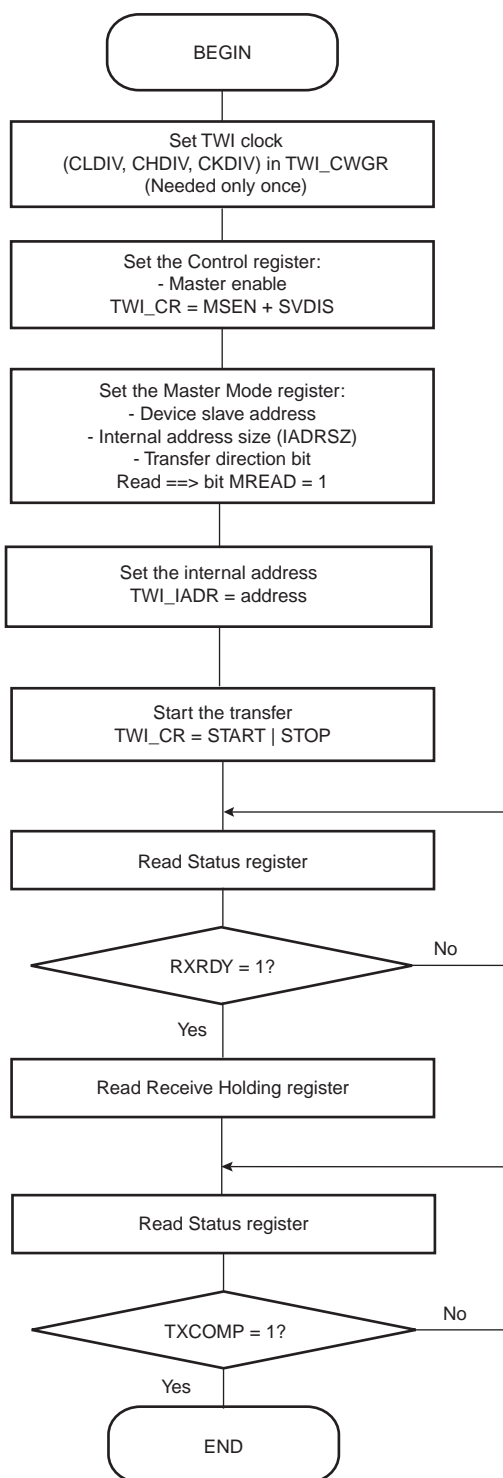 BEGIN
Set TWI clock
(CLDIV, CHDIV, CKDIV) in TWI_CWGR
(Needed only once)
Set the Control register:
- Master enable
TWI_CR = MSEN + SVDIS
Set the Master Mode register:
- Device slave address
- Internal address size (IADRSZ)
- Transfer direction bit
Read ==> bit MREAD = 1
Set the internal address
TWI_IADR = address
Start the transfer
TWI_CR = START | STOP
Read Status register
RXRDY = 1?
No
Yes
Read Receive Holding register
Read Status register
TXCOMP = 1?
No
Yes
END